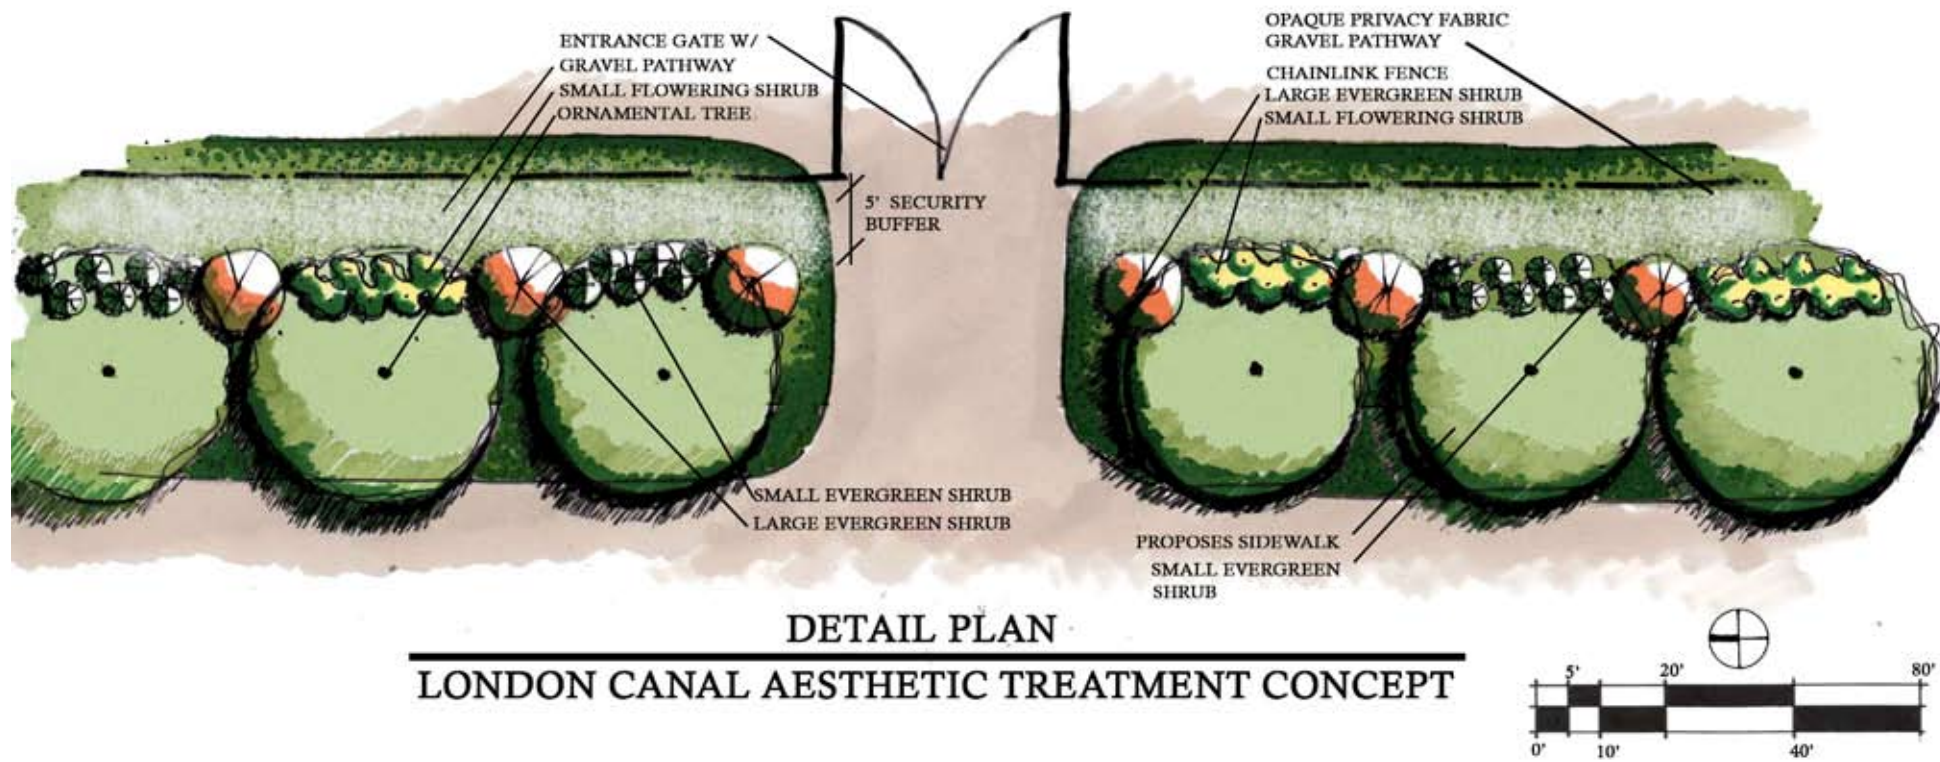 ENTRANCE GATE W/
GRAVEL PATHWAY
SMALL FLOWERING SHRUB
ORNAMENTAL TREE
OPAQUE PRIVACY FABRIC
GRAVEL PATHWAY
CHAINLINK FENCE
LARGE EVERGREEN SHRUB
SMALL FLOWERING SHRUB
5' SECURITY
BUFFER
SMALL EVERGREEN SHRUB
LARGE EVERGREEN SHRUB
PROPOSES SIDEWALK
SMALL EVERGREEN
SHRUB
DETAIL PLAN
LONDON CANAL AESTHETIC TREATMENT CONCEPT
5' 20' 80'
0' 10' 40'